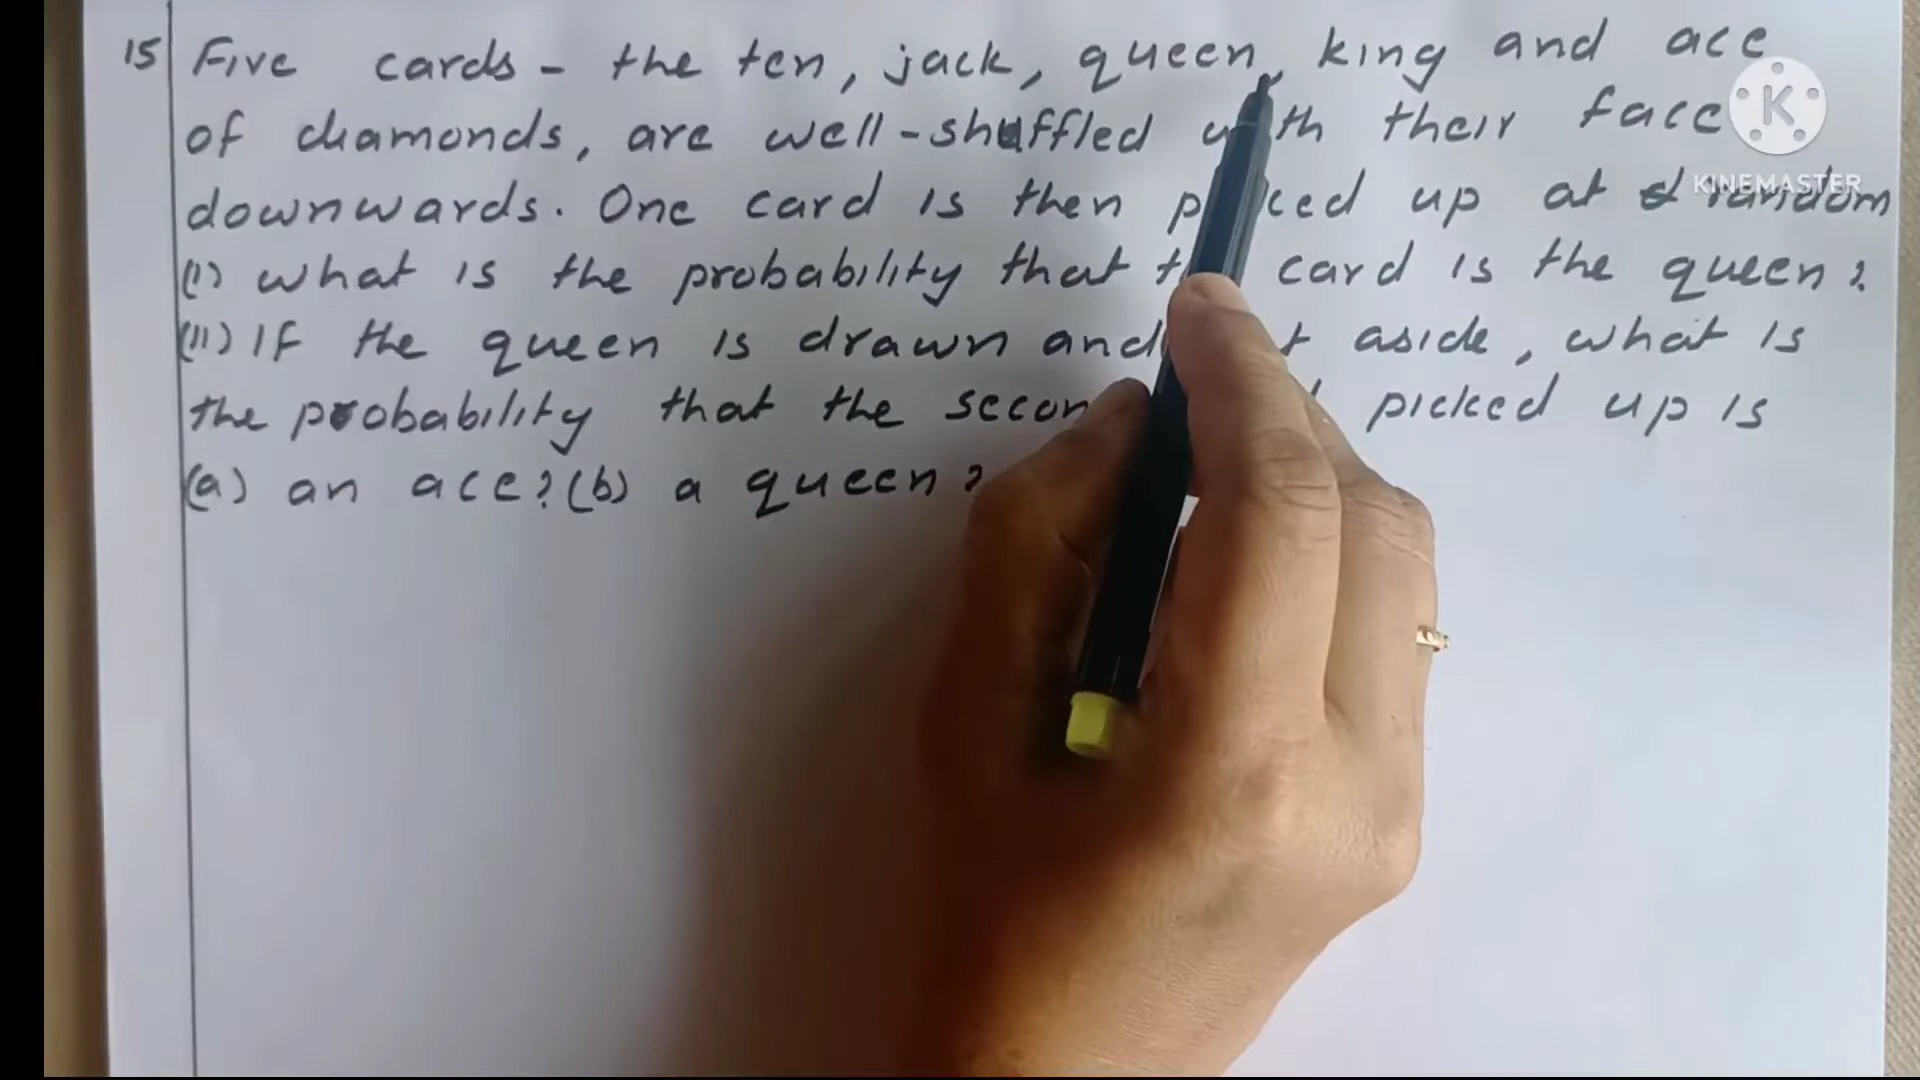 15 Five cards - the ten, jack, queen, king and ace
of diamonds, are well-shuffled with their face
downwards. One card is then up at random
(i) what is the probability that card is the queen?
(ii) If the queen is drawn and aside, what is
the probability that the picked up is
(a) an ace? (b) a queen?
K
KINEMASTER